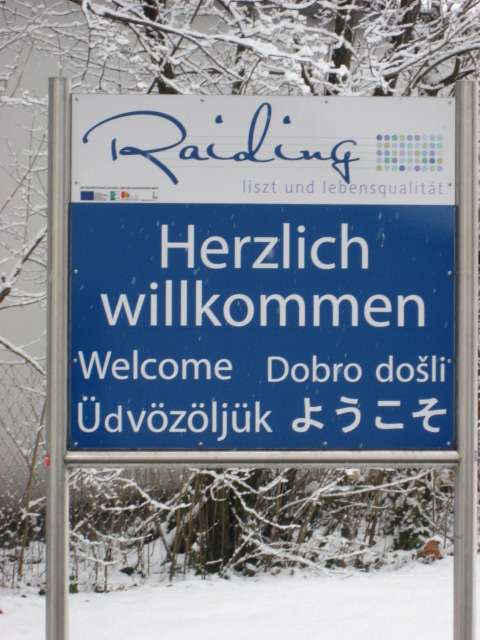 Raiding
liszt und lebensqualität
Herzlich
willkommen
Welcome Dobro došli
Üdvözöljük ようこそ